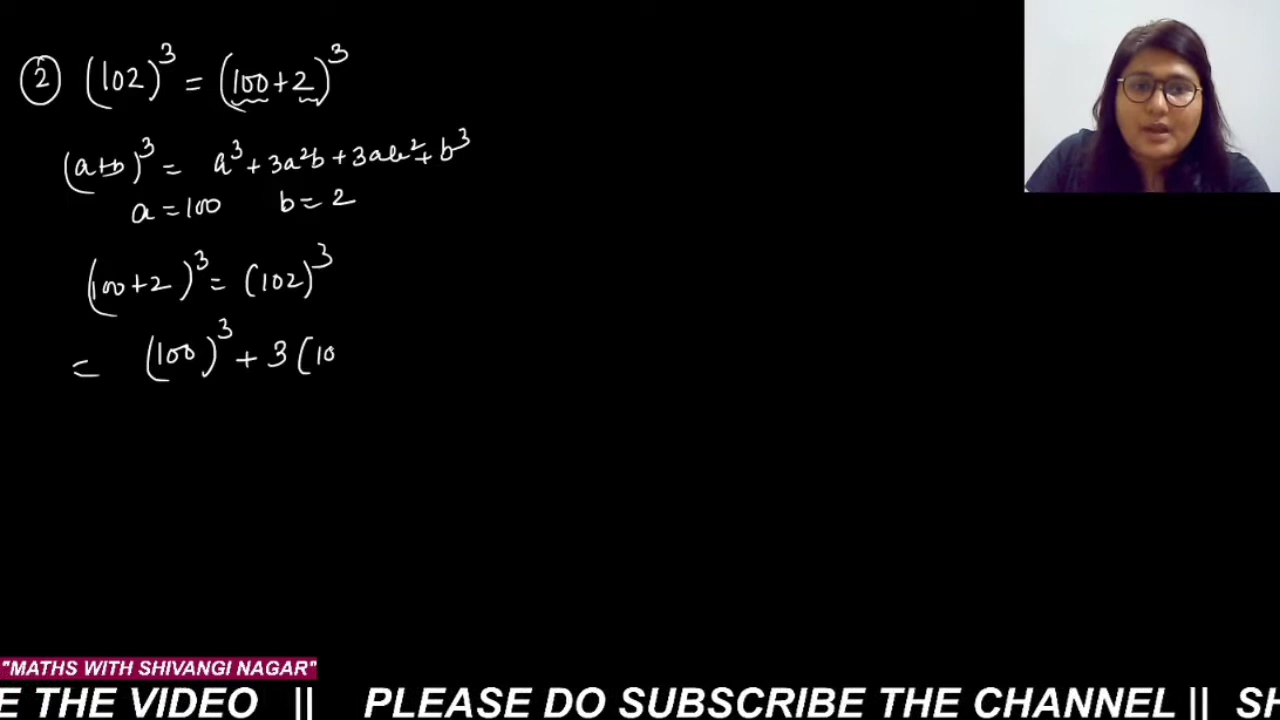 ② (102)³ = (100+2)³
(a+b)³ = a³ + 3a²b + 3ab² + b³
a = 100 b = 2
(100+2)³ = (102)³
= (100)³ + 3(10
"MATHS WITH SHIVANGI NAGAR"
E THE VIDEO || PLEASE DO SUBSCRIBE THE CHANNEL || SH